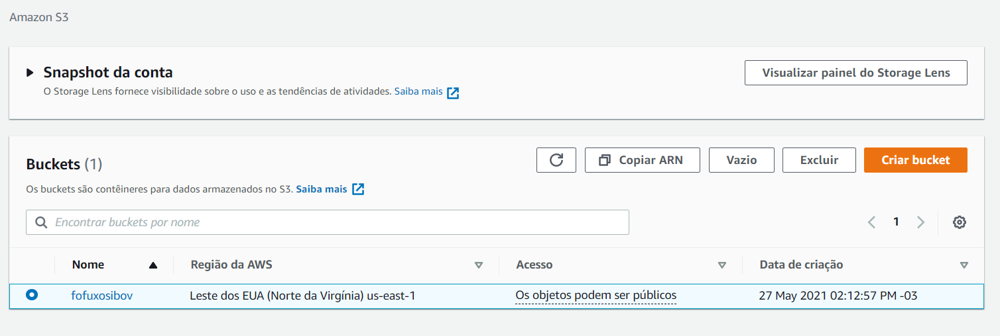 Amazon S3
Snapshot da conta
O Storage Lens fornece visibilidade sobre o uso e as tendências de atividades. Saiba mais
Visualizar painel do Storage Lens
Buckets (1)
Copiar ARN
Vazio
Excluir
Criar bucket
Os buckets são contêineres para dados armazenados no S3. Saiba mais
Encontrar buckets por nome
1
Nome Região da AWS Acesso Data de criação
fofuxosibov Leste dos EUA (Norte da Virgínia) us-east-1 Os objetos podem ser públicos 27 May 2021 02:12:57 PM -03